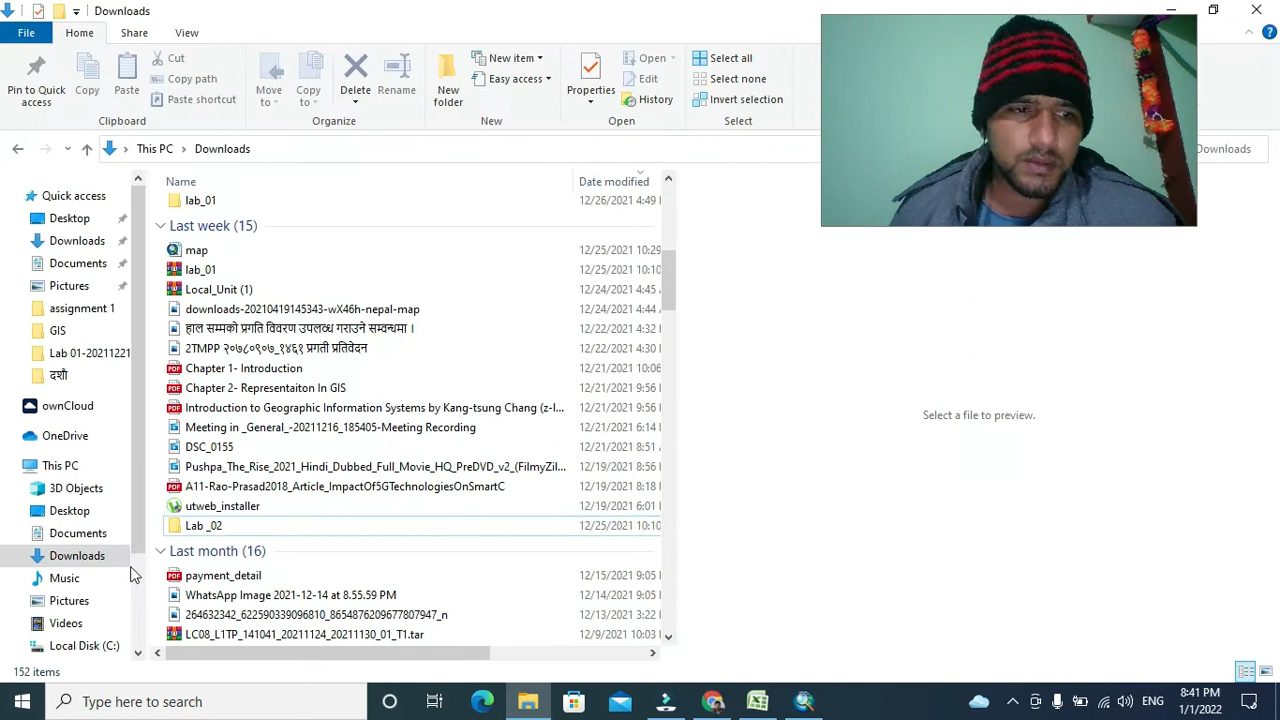 Downloads
File Home Share View
Pin to Quick access
Copy
Paste
Cut
Copy path
Paste shortcut
Clipboard
Move to
Copy to
Delete
Rename
Organize
New folder
New item
Easy access
New
Properties
Open
Edit
History
Open
Select all
Select none
Invert selection
Select
This PC Downloads
Downloads
Quick access
Desktop
Downloads
Documents
Pictures
assignment 1
GIS
Lab 01-20211221
दशौ
ownCloud
OneDrive
This PC
3D Objects
Desktop
Documents
Downloads
Music
Pictures
Videos
Local Disk (C:)
Name Date modified
lab_01 12/26/2021 4:49
Last week (15)
map 12/25/2021 10:29
lab_01 12/25/2021 10:10
Local_Unit (1) 12/24/2021 4:45
downloads-20210419145343-wX46h-nepal-map 12/24/2021 4:44
हाल सम्मको प्रगति विवरण उपलब्ध गराउने सम्वन्धमा । 12/22/2021 4:32
2TMPP २०७८०९०७_१४६१ प्रगती प्रतिवेदन 12/22/2021 4:30
Chapter 1- Introduction 12/21/2021 10:06
Chapter 2- Representaiton In GIS 12/21/2021 9:56
Introduction to Geographic Information Systems by Kang-tsung Chang (z-l... 12/21/2021 9:56
Meeting in _General_-20211216_185405-Meeting Recording 12/21/2021 6:14
DSC_0155 12/21/2021 8:51
Pushpa_The_Rise_2021_Hindi_Dubbed_Full_Movie_HQ_PreDVD_v2_(FilmyZil... 12/19/2021 8:56
A11-Rao-Prasad2018_Article_ImpactOf5GTechnologiesOnSmartC 12/19/2021 8:18
utweb_installer 12/19/2021 6:01
Lab _02 12/25/2021 10:10
Last month (16)
payment_detail 12/15/2021 9:05
WhatsApp Image 2021-12-14 at 8.55.59 PM 12/14/2021 9:05
264632342_622590339096810_8654876209677807947_n 12/13/2021 3:22
LC08_L1TP_141041_20211124_20211130_01_T1.tar 12/9/2021 10:03
Select a file to preview.
152 items
Type here to search
ENG
8:41 PM
1/1/2022